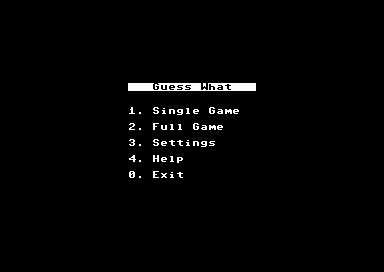 Guess What
1. Single Game
2. Full Game
3. Settings
4. Help
0. Exit